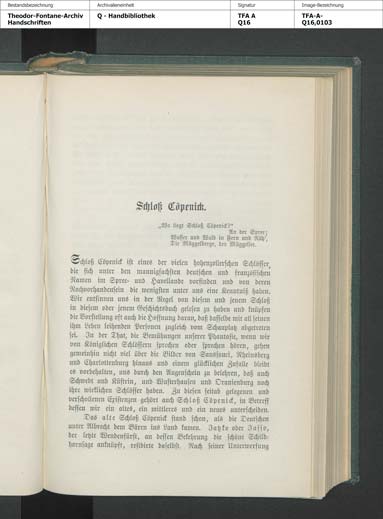 Bestandsbezeichnung
Archivalieneinheit
Signatur
Image-Bezeichnung
Theodor-Fontane-Archiv
Handschriften
Q - Handbibliothek
TFA A
Q16
TFA-A-
Q16,0103
Schloß Cöpenick.
„Wo liegt Schloß Cöpenick?“
An der Spree;
Wasser und Wald in Fern und Näh',
Die Müggelberge, der Müggelsee.
Schloß Cöpenick ist eines der vielen hohenzollerschen Schlösser,
die sich unter den mannigfachsten deutschen und französischen
Namen im Spree- und Havellande vorfinden und von deren
Nochvorhandensein die wenigsten unter uns eine Kenntniß haben.
Wir entsinnen uns in der Regel von diesem und jenem Schloß
in diesem oder jenem Geschichtsbuch gelesen zu haben und knüpfen
die Vorstellung oft auch die Hoffnung daran, daß dasselbe mit all seinem
ihm Leben leihenden Personen zugleich vom Schauplatz abgetreten
sei. In der That, die Bemühungen unserer Phantasie, wenn wir
von Königlichen Schlössern sprechen oder sprechen hören, gehen
gemeinhin nicht viel über die Bilder von Sanssouci, Rheinsberg
und Charlottenburg hinaus und einem glücklichen Zufalle bleibt
es vorbehalten, uns durch den Augenschein zu belehren, daß auch
Schwedt und Küstrin, auch Wusterhausen und Oranienburg noch
ihre wirklichen Schlösser haben. Zu diesen seitab gelegenen und
verschollenen Existenzen gehört auch Schloß Cöpenick, in Betreff
dessen wir ein altes, ein mittleres und ein neues unterscheiden.
Das alte Schloß Cöpenick stand schon, als die Deutschen
unter Albrecht dem Bären ins Land kamen. Jaczko oder Jasso,
der letzte Wendenfürst, an dessen Bekehrung die schöne Schild-
hornsage anknüpft, residirte daselbst. Nach seiner Unterwerfung